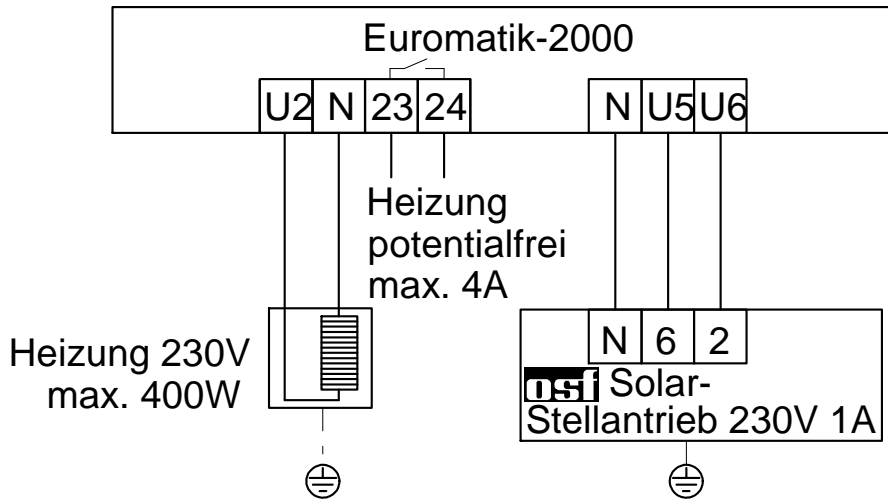 Euromatik-2000
U2 N 23 24 N U5 U6
Heizung
potentialfrei
max. 4A
Heizung 230V
max. 400W
N 6 2
osf Solar-
Stellantrieb 230V 1A